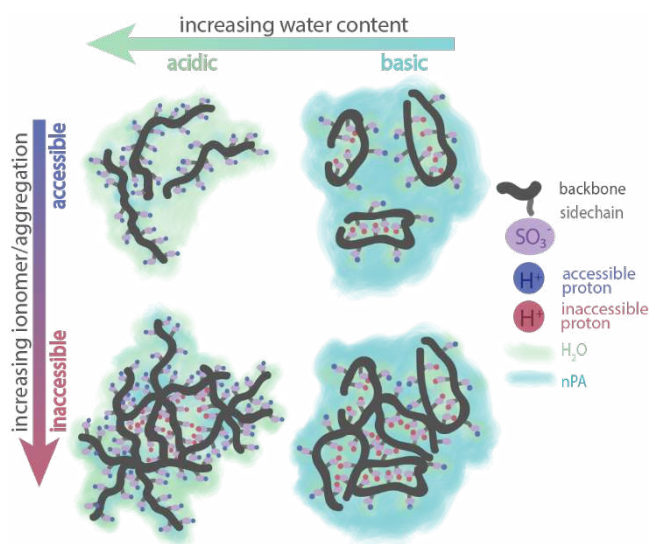 increasing water content
acidic
basic
increasing ionomer/aggregation
accessible
inaccessible
backbone
sidechain
SO₃⁻
H⁺
accessible
proton
H⁺
inaccessible
proton
H₂O
nPA